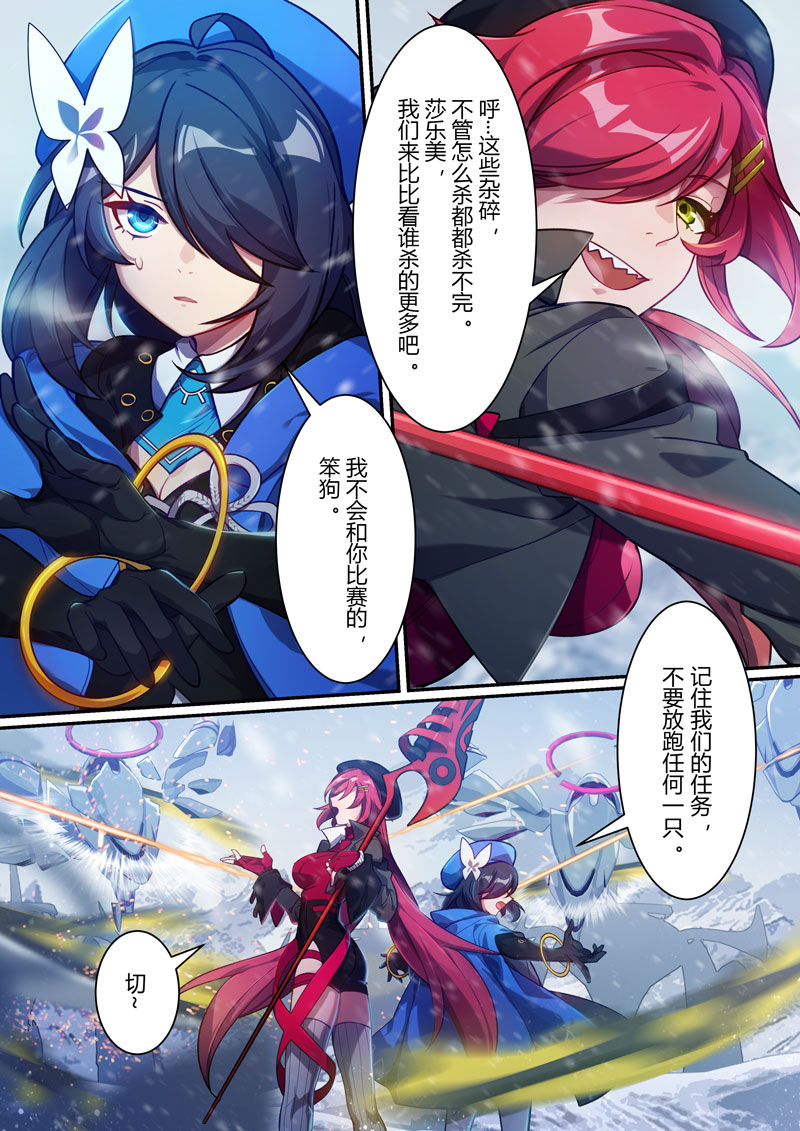 呼…这些杂碎，
不管怎么杀都都杀不完。
莎乐美，
我们来比比看谁杀的更多吧。
我不会和你比赛的，
笨狗。
记住我们的任务，
不要放跑任何一只。
切~